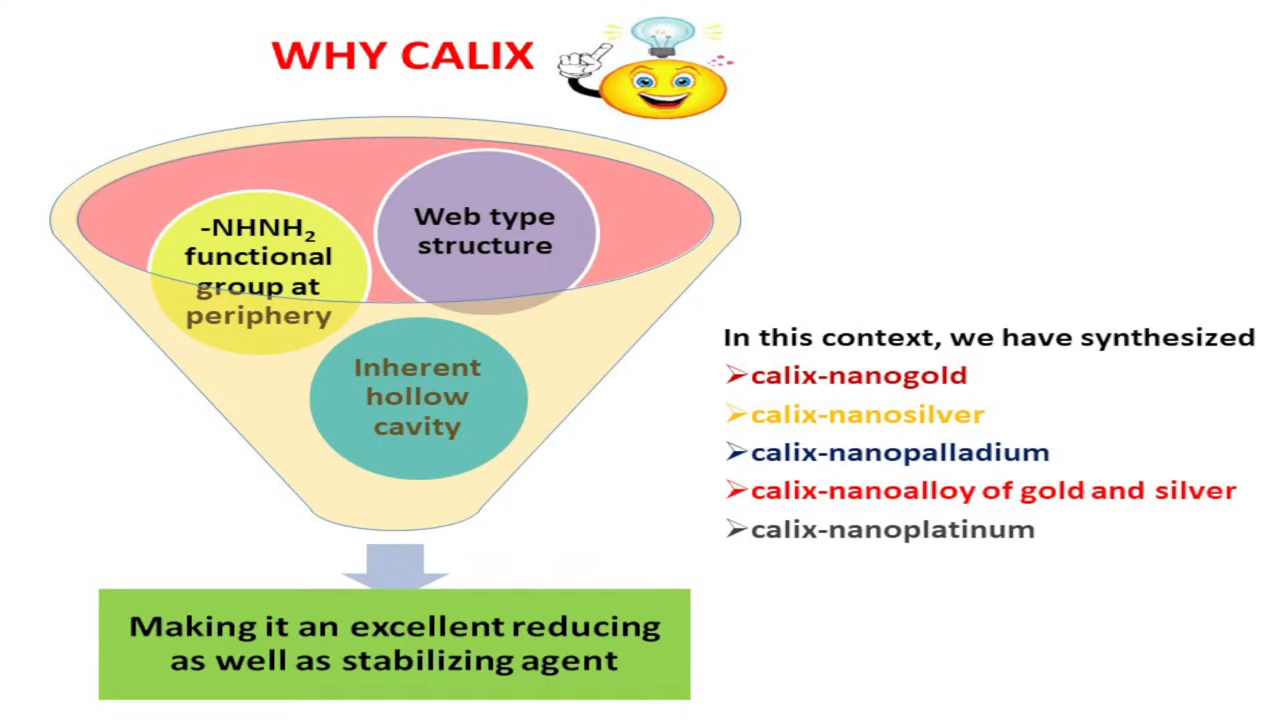 WHY CALIX
-NHNH₂
functional
group at
periphery
Web type
structure
Inherent
hollow
cavity
Making it an excellent reducing
as well as stabilizing agent
In this context, we have synthesized
➢calix-nanogold
➢calix-nanosilver
➢calix-nanopalladium
➢calix-nanoalloy of gold and silver
➢calix-nanoplatinum